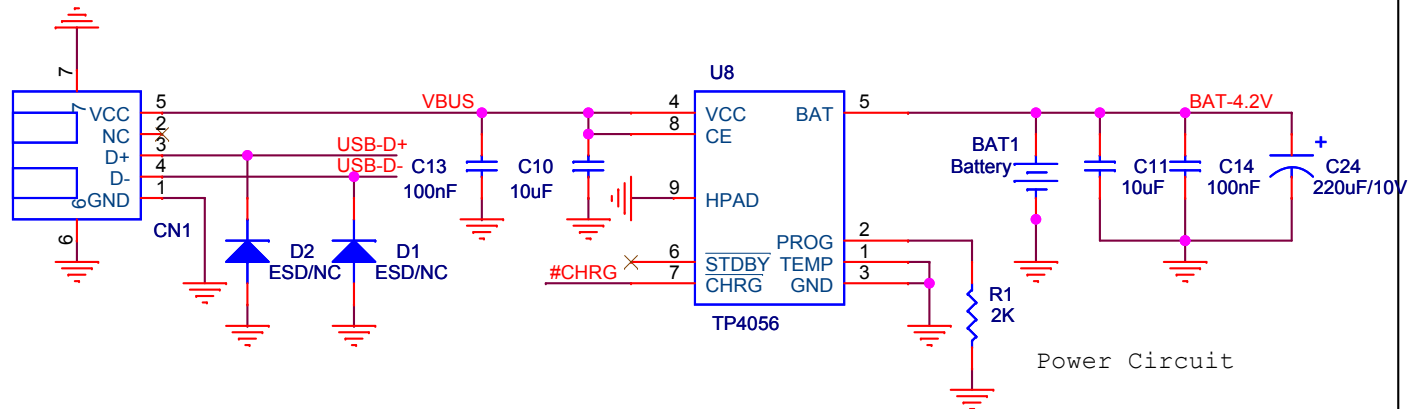 7
7
VCC
5
NC
2
D+
3
D-
4
GND
1
6
6
CN1
VBUS
USB-D+
USB-D-
C13
100nF
C10
10uF
D2
ESD/NC
D1
ESD/NC
U8
4
VCC
8
CE
9
HPAD
6
STDBY
7
CHRG
#CHRG
BAT
5
PROG
2
TEMP
1
GND
3
TP4056
BAT-4.2V
BAT1
Battery
C11
10uF
C14
100nF
+
C24
220uF/10V
R1
2K
Power Circuit